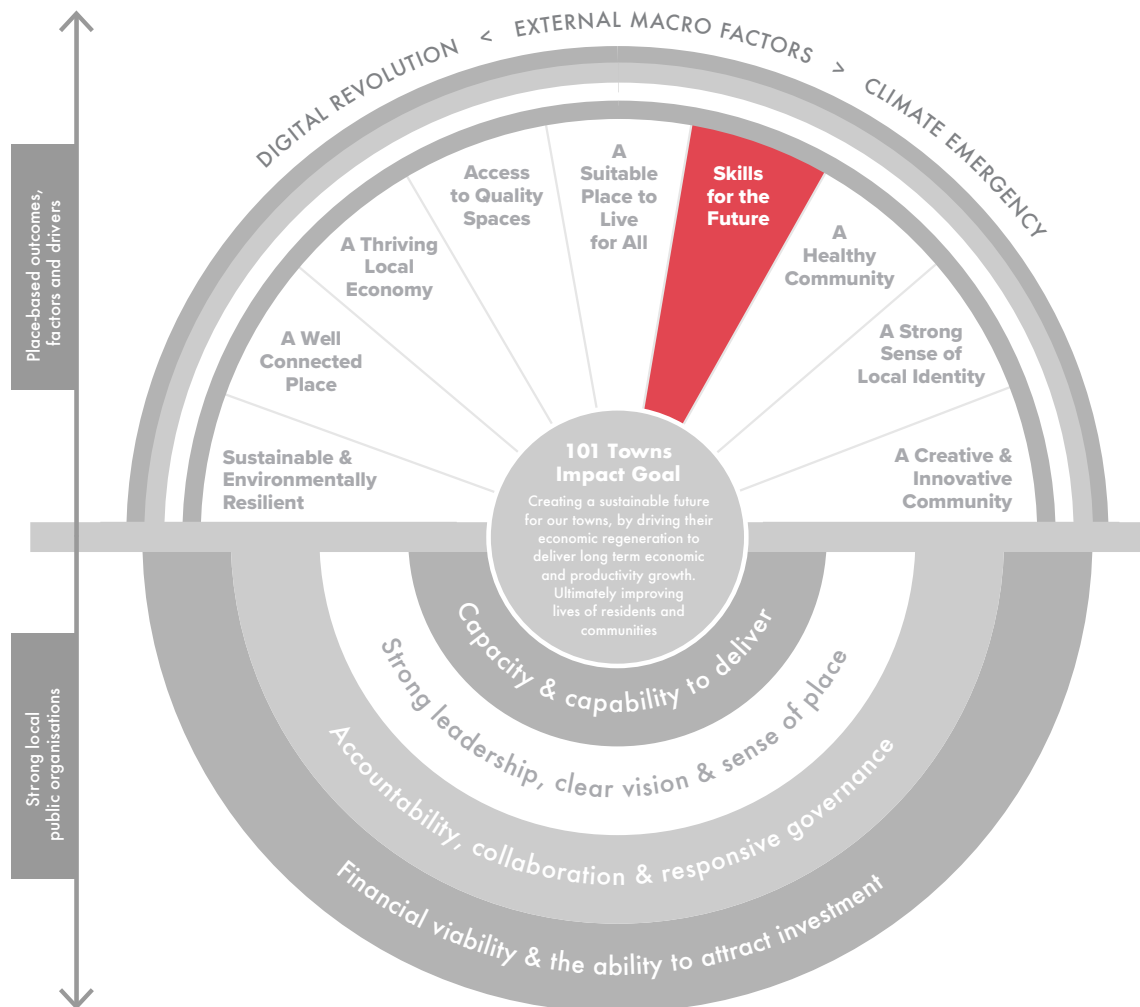 DIGITAL REVOLUTION < EXTERNAL MACRO FACTORS > CLIMATE EMERGENCY
Place-based outcomes,
factors and drivers
Sustainable &
Environmentally
Resilient
A Well
Connected
Place
A Thriving
Local
Economy
Access
to Quality
Spaces
A
Suitable
Place to
Live
for All
Skills
for the
Future
A
Healthy
Community
A Strong
Sense of
Local Identity
A Creative &
Innovative
Community
101 Towns
Impact Goal
Creating a sustainable future
for our towns, by driving their
economic regeneration to
deliver long term economic
and productivity growth.
Ultimately improving
lives of residents and
communities
Strong local
public organisations
Capacity & capability to deliver
Strong leadership, clear vision & sense of place
Accountability, collaboration & responsive governance
Financial viability & the ability to attract investment